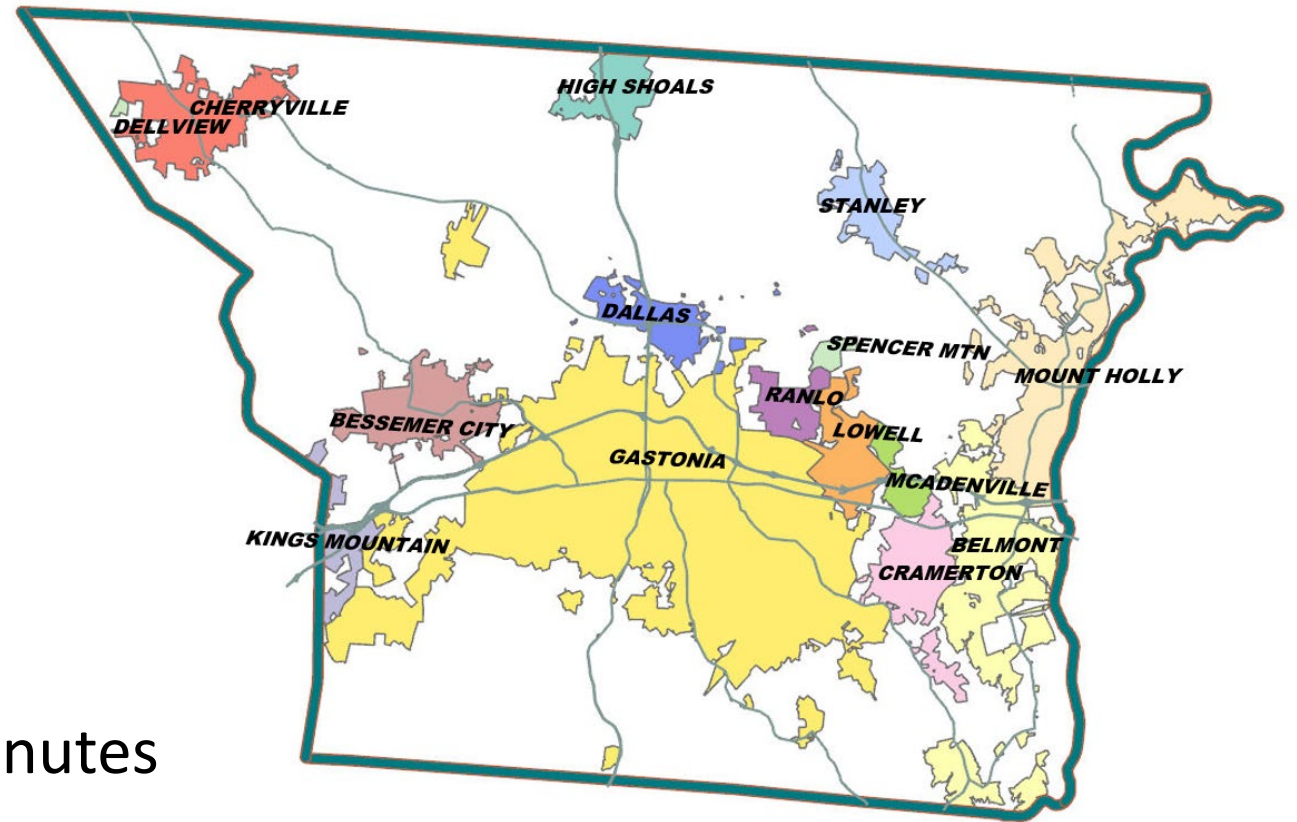 HIGH SHOALS
CHERRYVILLE
DELLVIEW
STANLEY
DALLAS
SPENCER MTN
MOUNT HOLLY
RANLO
BESSEMER CITY
LOWELL
GASTONIA
MCADENVILLE
KINGS MOUNTAIN
BELMONT
CRAMERTON
nutes